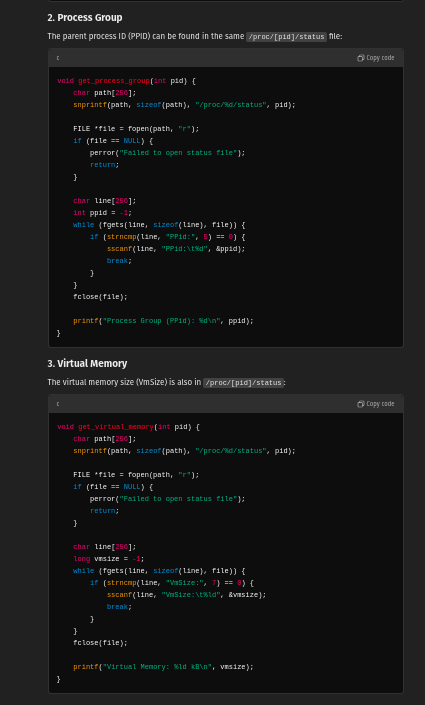 2. Process Group
The parent process ID (PPID) can be found in the same /proc/[pid]/status file:
c
Copy code
void get_process_group(int pid) {
    char path[256];
    snprintf(path, sizeof(path), "/proc/%d/status", pid);

    FILE *file = fopen(path, "r");
    if (file == NULL) {
        perror("Failed to open status file");
        return;
    }

    char line[256];
    int ppid = -1;
    while (fgets(line, sizeof(line), file)) {
        if (strncmp(line, "PPid:", 5) == 0) {
            sscanf(line, "PPid:\t%d", &ppid);
            break;
        }
    }
    fclose(file);

    printf("Process Group (PPid): %d\n", ppid);
}
3. Virtual Memory
The virtual memory size (VmSize) is also in /proc/[pid]/status:
c
Copy code
void get_virtual_memory(int pid) {
    char path[256];
    snprintf(path, sizeof(path), "/proc/%d/status", pid);

    FILE *file = fopen(path, "r");
    if (file == NULL) {
        perror("Failed to open status file");
        return;
    }

    char line[256];
    long vmsize = -1;
    while (fgets(line, sizeof(line), file)) {
        if (strncmp(line, "VmSize:", 7) == 0) {
            sscanf(line, "VmSize:\t%ld", &vmsize);
            break;
        }
    }
    fclose(file);

    printf("Virtual Memory: %ld kB\n", vmsize);
}